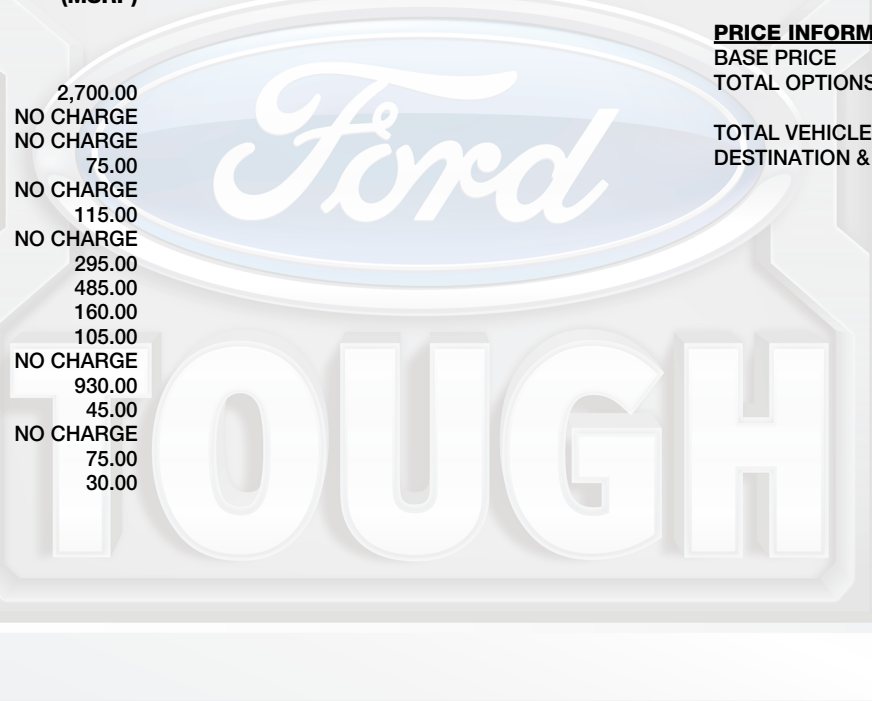 (MSRP)
2,700.00
NO CHARGE
NO CHARGE
75.00
NO CHARGE
115.00
NO CHARGE
295.00
485.00
160.00
105.00
NO CHARGE
930.00
45.00
NO CHARGE
75.00
30.00
PRICE INFORM
BASE PRICE
TOTAL OPTIONS
TOTAL VEHICLE
DESTINATION &
Ford
TOUGH